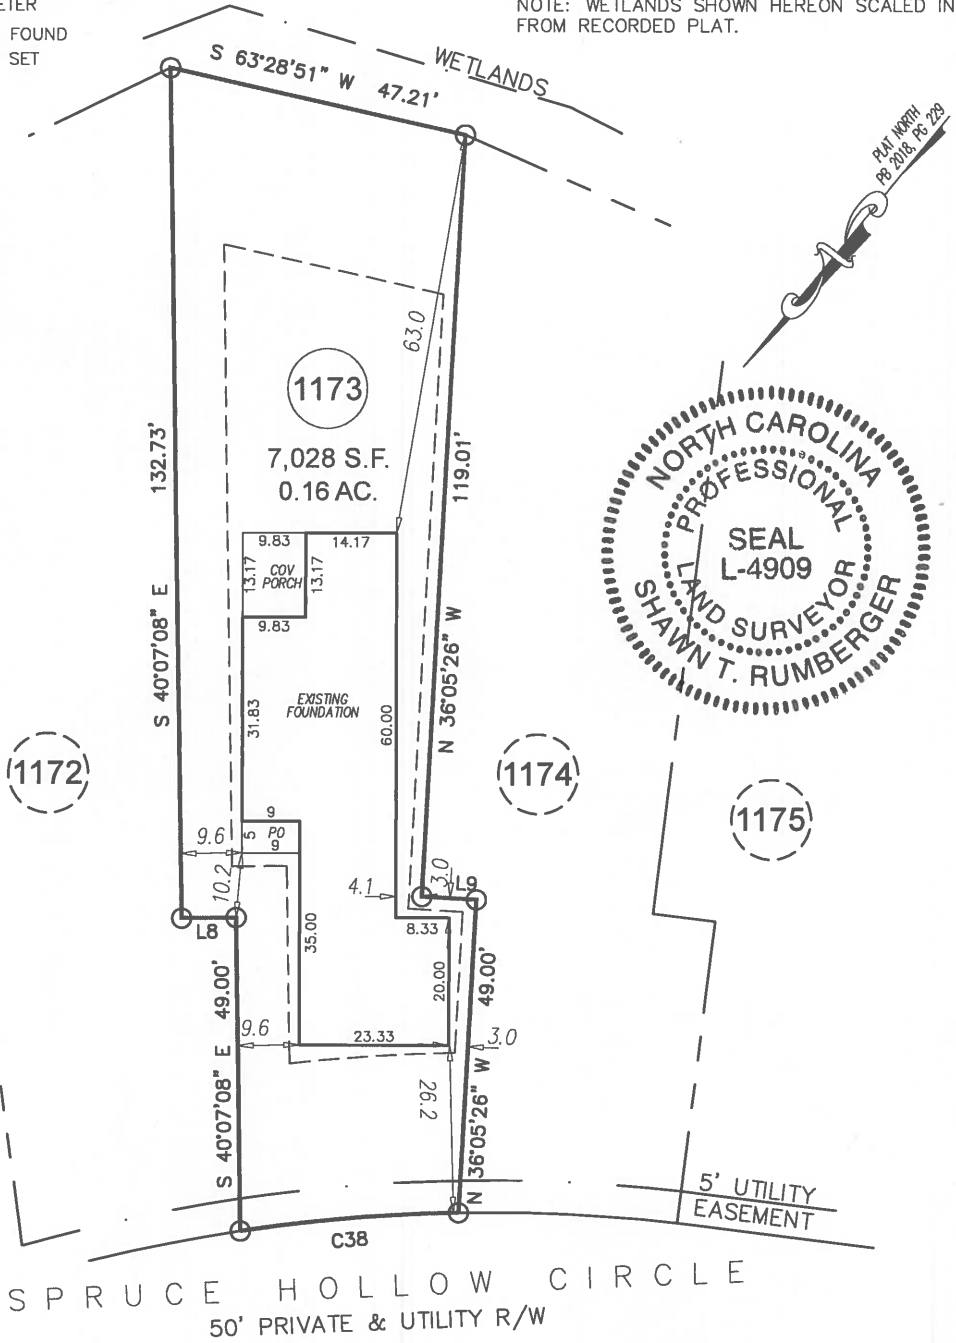 ETER
FOUND
SET
NOTE: WETLANDS SHOWN HEREON SCALED IN
FROM RECORDED PLAT.
S 63°28'51" W 47.21'
WETLANDS
PLAT NORTH
PB 2018, PG 229
63.0
1173
7,028 S.F.
0.16 AC.
132.73'
S 40°07'08" E
119.01'
N 36°05'26" W
NORTH CAROLINA
PROFESSIONAL
SEAL
L-4909
LAND SURVEYOR
SHAWN T. RUMBERGER
9.83
14.17
13.17
COV
PORCH
13.17
9.83
EXISTING
FOUNDATION
31.83
60.00
1172
1174
1175
9
5
PO
9
9.6
10.2
4.1
3.0
L9
L8
8.33
35.00
20.00
49.00'
S 40°07'08" E
49.00'
N 36°05'26" W
9.6
23.33
3.0
26.2
5' UTILITY
EASEMENT
C38
SPRUCE HOLLOW CIRCLE
50' PRIVATE & UTILITY R/W